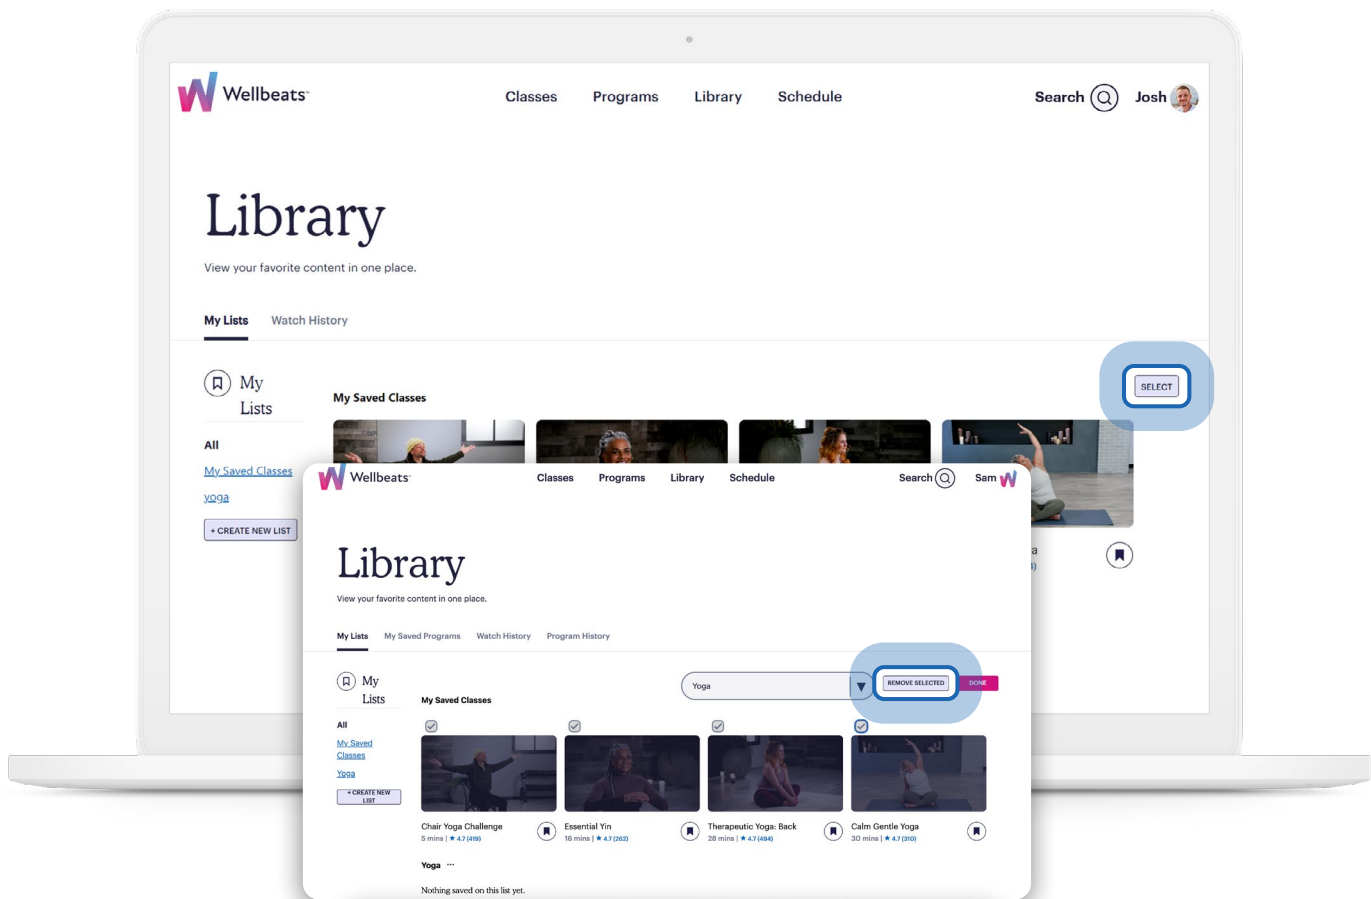 Wellbeats™
Classes Programs Library Schedule
Search Josh
Library
View your favorite content in one place.
My Lists Watch History
My
Lists
SELECT
My Saved Classes
All
My Saved Classes
yoga
+ CREATE NEW LIST
a
Wellbeats
Classes Programs Library Schedule
Search Sam
Library
View your favorite content in one place.
My Lists My Saved Programs Watch History Program History
My
Lists
Yoga
REMOVE SELECTED
DONE
My Saved Classes
All
My Saved
Classes
Yoga
+ CREATE NEW
LIST
Chair Yoga Challenge
5 mins | ★ 4.7 (419)
Essential Yin
16 mins | ★ 4.7 (262)
Therapeutic Yoga: Back
28 mins | ★ 4.7 (494)
Calm Gentle Yoga
30 mins | ★ 4.7 (310)
Yoga ···
Nothing saved on this list yet.